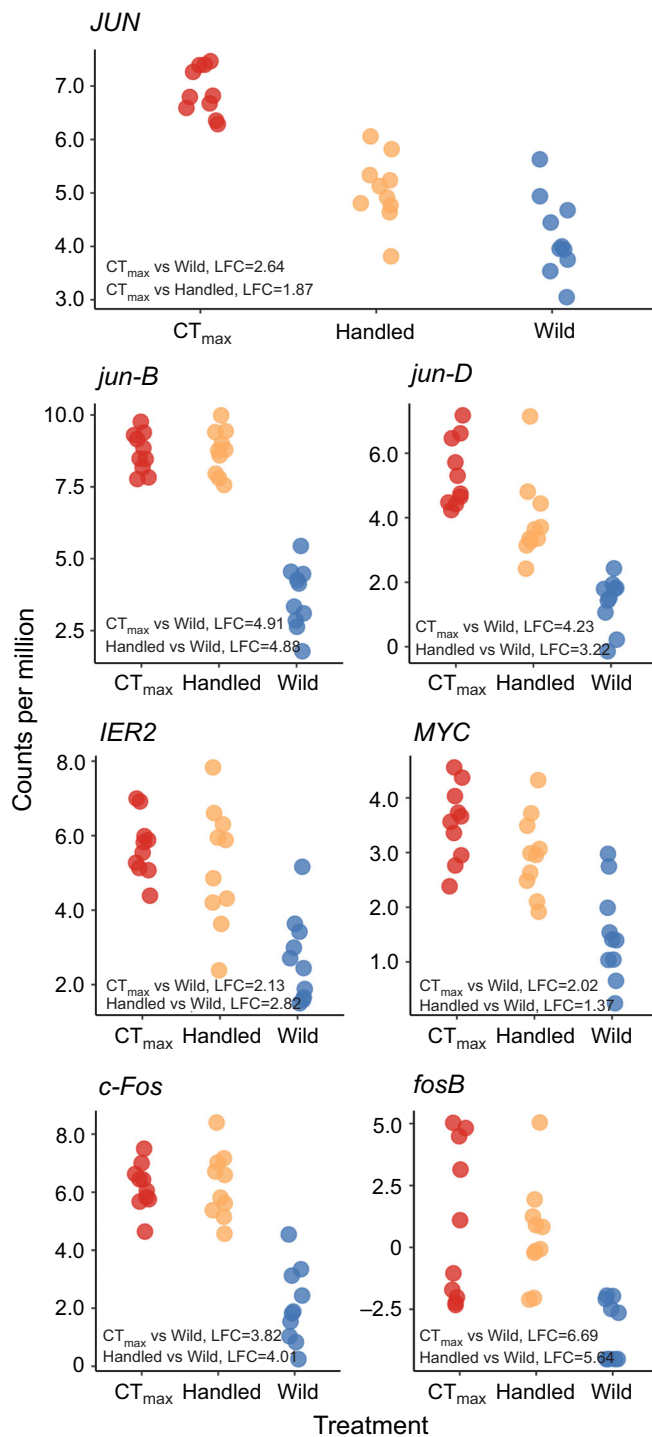 JUN
7.0
6.0
5.0
4.0
3.0
CTmax vs Wild, LFC=2.64
CTmax vs Handled, LFC=1.87
CTmax Handled Wild
jun-B
10.0
7.5
5.0
2.5
CTmax vs Wild, LFC=4.91
Handled vs Wild, LFC=4.88
CTmax Handled Wild
jun-D
6.0
4.0
2.0
0
CTmax vs Wild, LFC=4.23
Handled vs Wild, LFC=3.22
CTmax Handled Wild
Counts per million
IER2
8.0
6.0
4.0
2.0
CTmax vs Wild, LFC=2.13
Handled vs Wild, LFC=2.82
CTmax Handled Wild
MYC
4.0
3.0
2.0
1.0
CTmax vs Wild, LFC=2.02
Handled vs Wild, LFC=1.37
CTmax Handled Wild
c-Fos
8.0
6.0
4.0
2.0
0
CTmax vs Wild, LFC=3.82
Handled vs Wild, LFC=4.01
CTmax Handled Wild
fosB
5.0
2.5
0
–2.5
CTmax vs Wild, LFC=6.69
Handled vs Wild, LFC=5.64
CTmax Handled Wild
Treatment